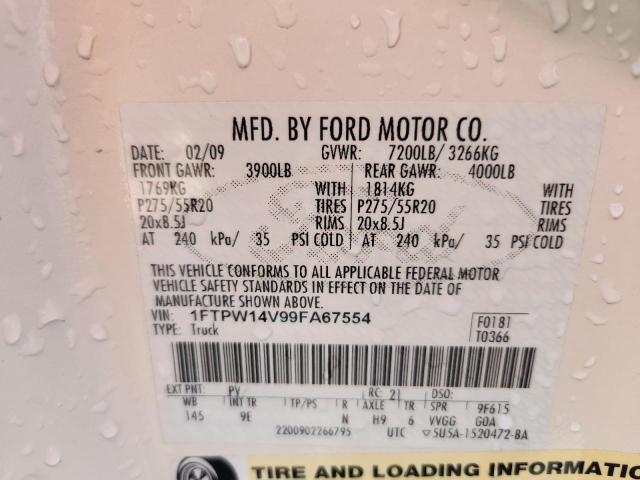 MFD. BY FORD MOTOR CO.
DATE: 02/09 GVWR: 7200LB/ 3266KG
FRONT GAWR: 3900LB REAR GAWR: 4000LB
1769KG WITH 1814KG WITH
P275/55R20 TIRES P275/55R20 TIRES
20x8.5J RIMS 20x8.5J RIMS
AT 240 kPa/ 35 PSI COLD AT 240 kPa/ 35 PSI COLD
Ford
THIS VEHICLE CONFORMS TO ALL APPLICABLE FEDERAL MOTOR
VEHICLE SAFETY STANDARDS IN EFFECT ON THE DATE OF
MANUFACTURE SHOWN ABOVE.
VIN: 1FTPW14V99FA67554 F0181
TYPE: Truck T0366
EXT PNT: PV RC: 21 DSO:
WB INT TR TP/PS R AXLE TR SPR 9F615
145 9E N H9 6 VVGG G0A
2200902266795 UTC 5U5A-1520472-BA
TIRE AND LOADING INFORMATIO